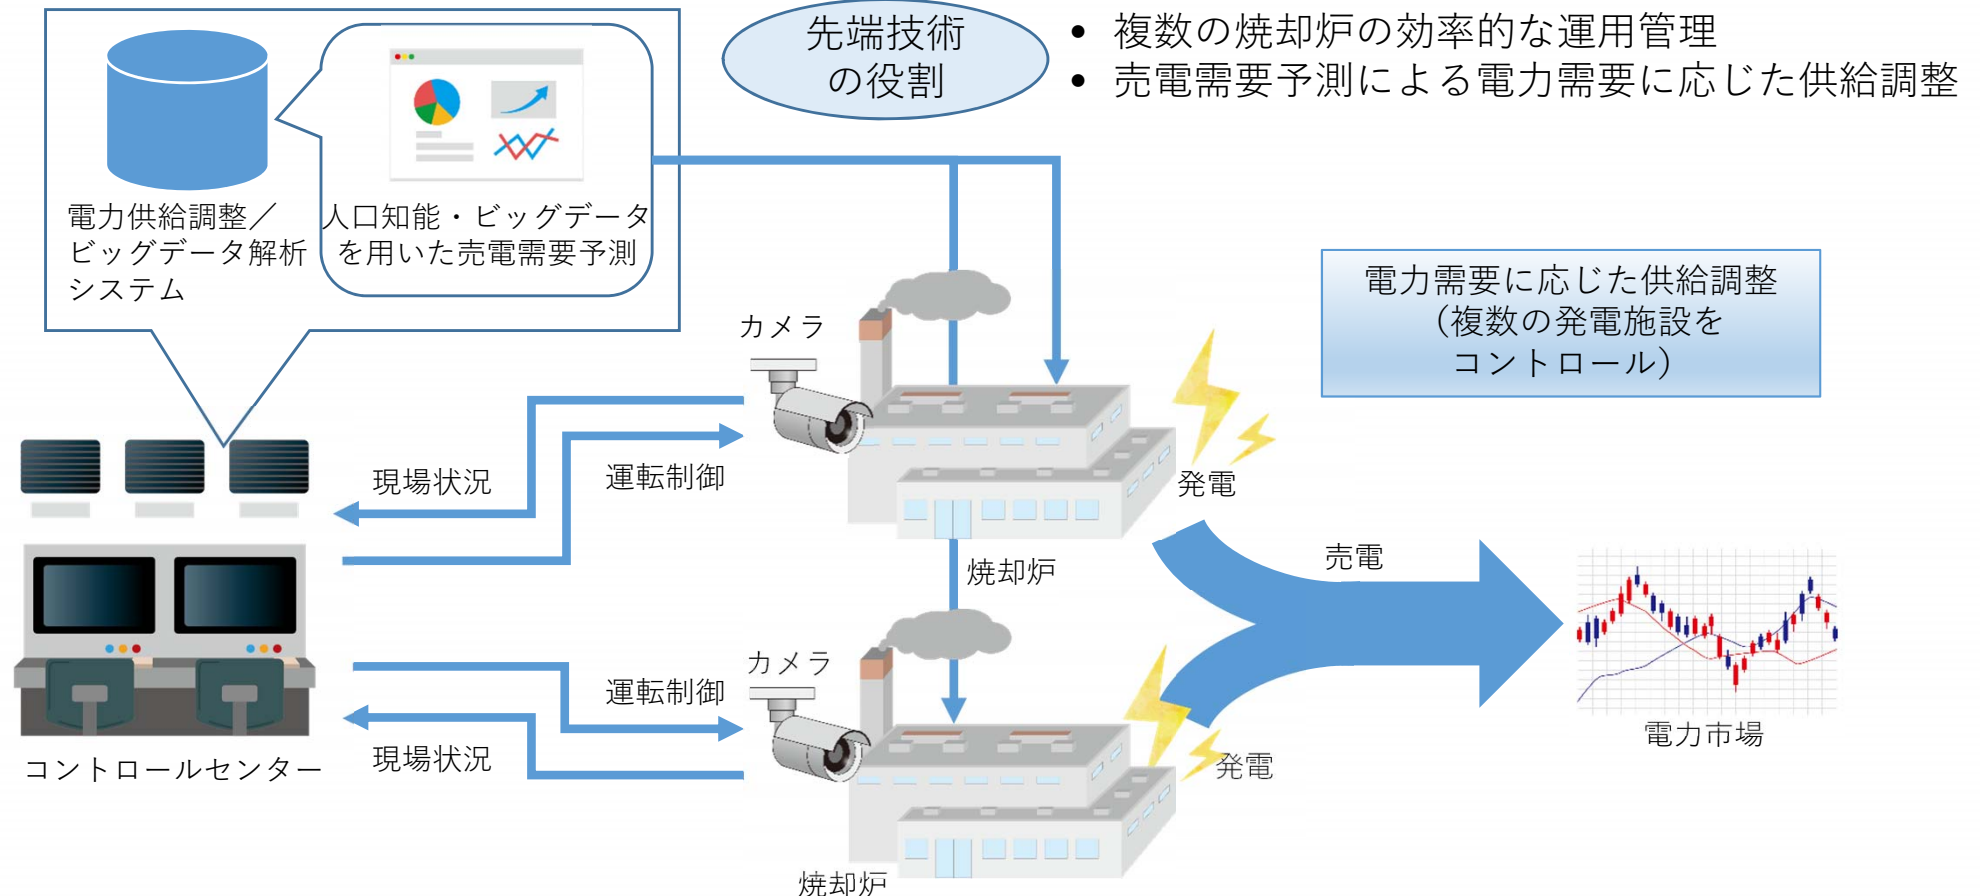 先端技術
の役割
• 複数の焼却炉の効率的な運用管理
• 売電需要予測による電力需要に応じた供給調整
電力供給調整／
ビッグデータ解析
システム
人口知能・ビッグデータ
を用いた売電需要予測
電力需要に応じた供給調整
（複数の発電施設を
コントロール）
カメラ
現場状況
運転制御
発電
焼却炉
売電
カメラ
運転制御
現場状況
発電
焼却炉
コントロールセンター
電力市場